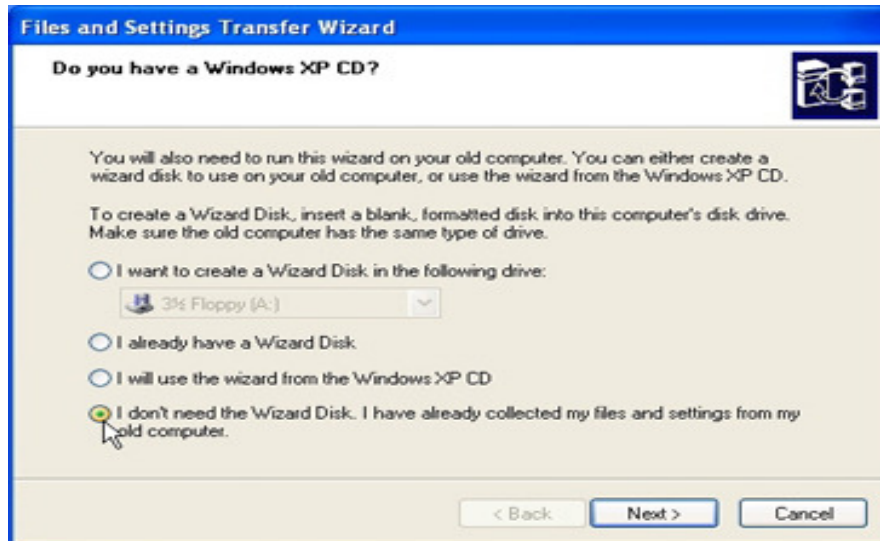 Files and Settings Transfer Wizard
Do you have a Windows XP CD?
You will also need to run this wizard on your old computer. You can either create a
wizard disk to use on your old computer, or use the wizard from the Windows XP CD.
To create a Wizard Disk, insert a blank, formatted disk into this computer's disk drive.
Make sure the old computer has the same type of drive.
I want to create a Wizard Disk in the following drive:
3½ Floppy (A:)
I already have a Wizard Disk
I will use the wizard from the Windows XP CD
I don't need the Wizard Disk. I have already collected my files and settings from my
old computer.
< Back Next > Cancel